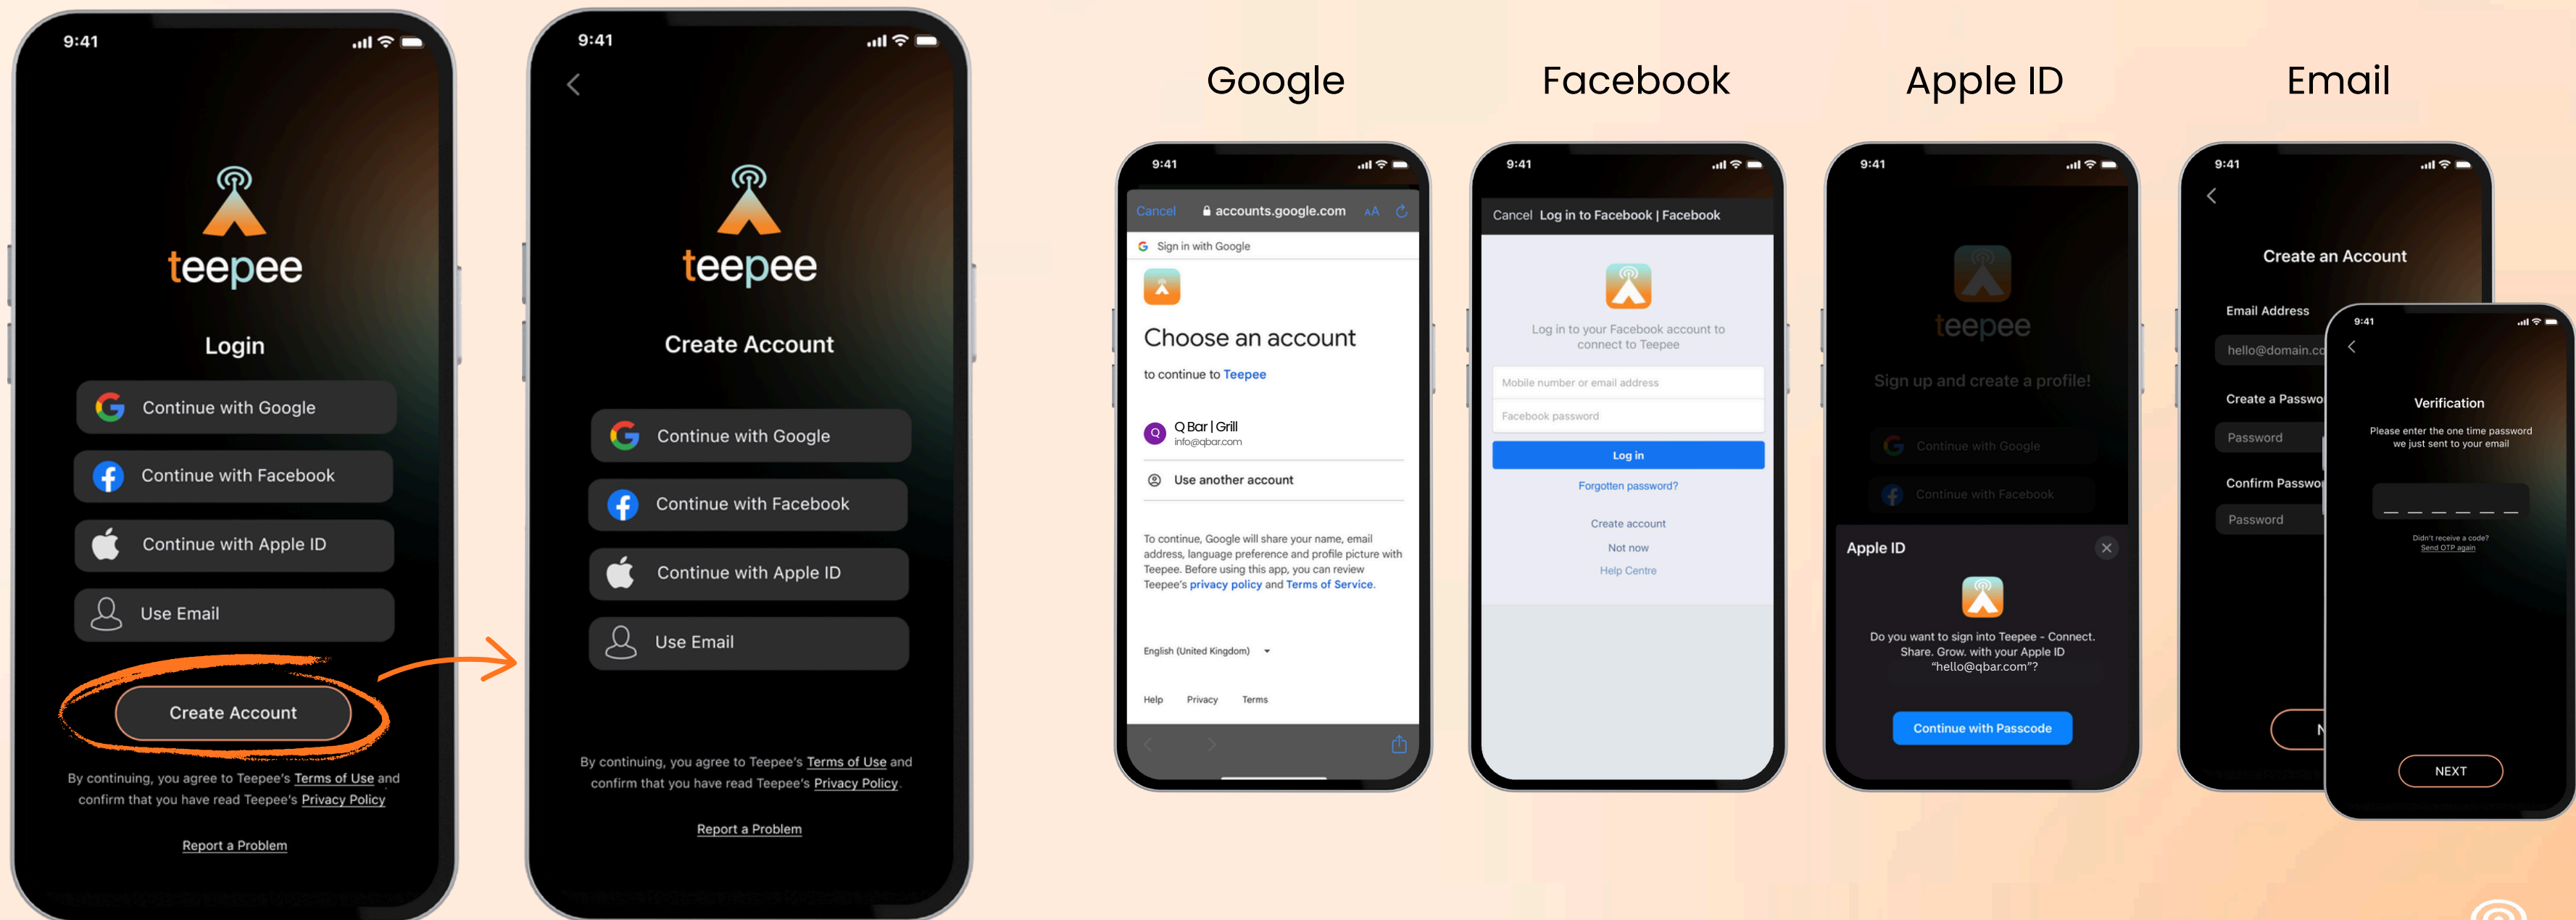 9:41
teepee
Login
Continue with Google
Continue with Facebook
Continue with Apple ID
Use Email
Create Account
By continuing, you agree to Teepee's Terms of Use and
confirm that you have read Teepee's Privacy Policy
Report a Problem
9:41
teepee
Create Account
Continue with Google
Continue with Facebook
Continue with Apple ID
Use Email
By continuing, you agree to Teepee's Terms of Use and
confirm that you have read Teepee's Privacy Policy.
Report a Problem
Google
9:41
Cancel accounts.google.com AA
Sign in with Google
Choose an account
to continue to Teepee
Q
Q Bar | Grill
info@qbar.com
Use another account
To continue, Google will share your name, email
address, language preference and profile picture with
Teepee. Before using this app, you can review
Teepee's privacy policy and Terms of Service.
English (United Kingdom)
Help Privacy Terms
Facebook
9:41
Cancel Log in to Facebook | Facebook
Log in to your Facebook account to
connect to Teepee
Mobile number or email address
Facebook password
Log in
Forgotten password?
Create account
Not now
Help Centre
Apple ID
9:41
teepee
Sign up and create a profile!
Continue with Google
Continue with Facebook
Apple ID
Do you want to sign into Teepee - Connect.
Share. Grow. with your Apple ID
"hello@qbar.com"?
Continue with Passcode
Email
9:41
Create an Account
Email Address
hello@domain.co
Create a Passwo
Password
Confirm Passwo
Password
N
9:41
Verification
Please enter the one time password
we just sent to your email
Didn't receive a code?
Send OTP again
NEXT